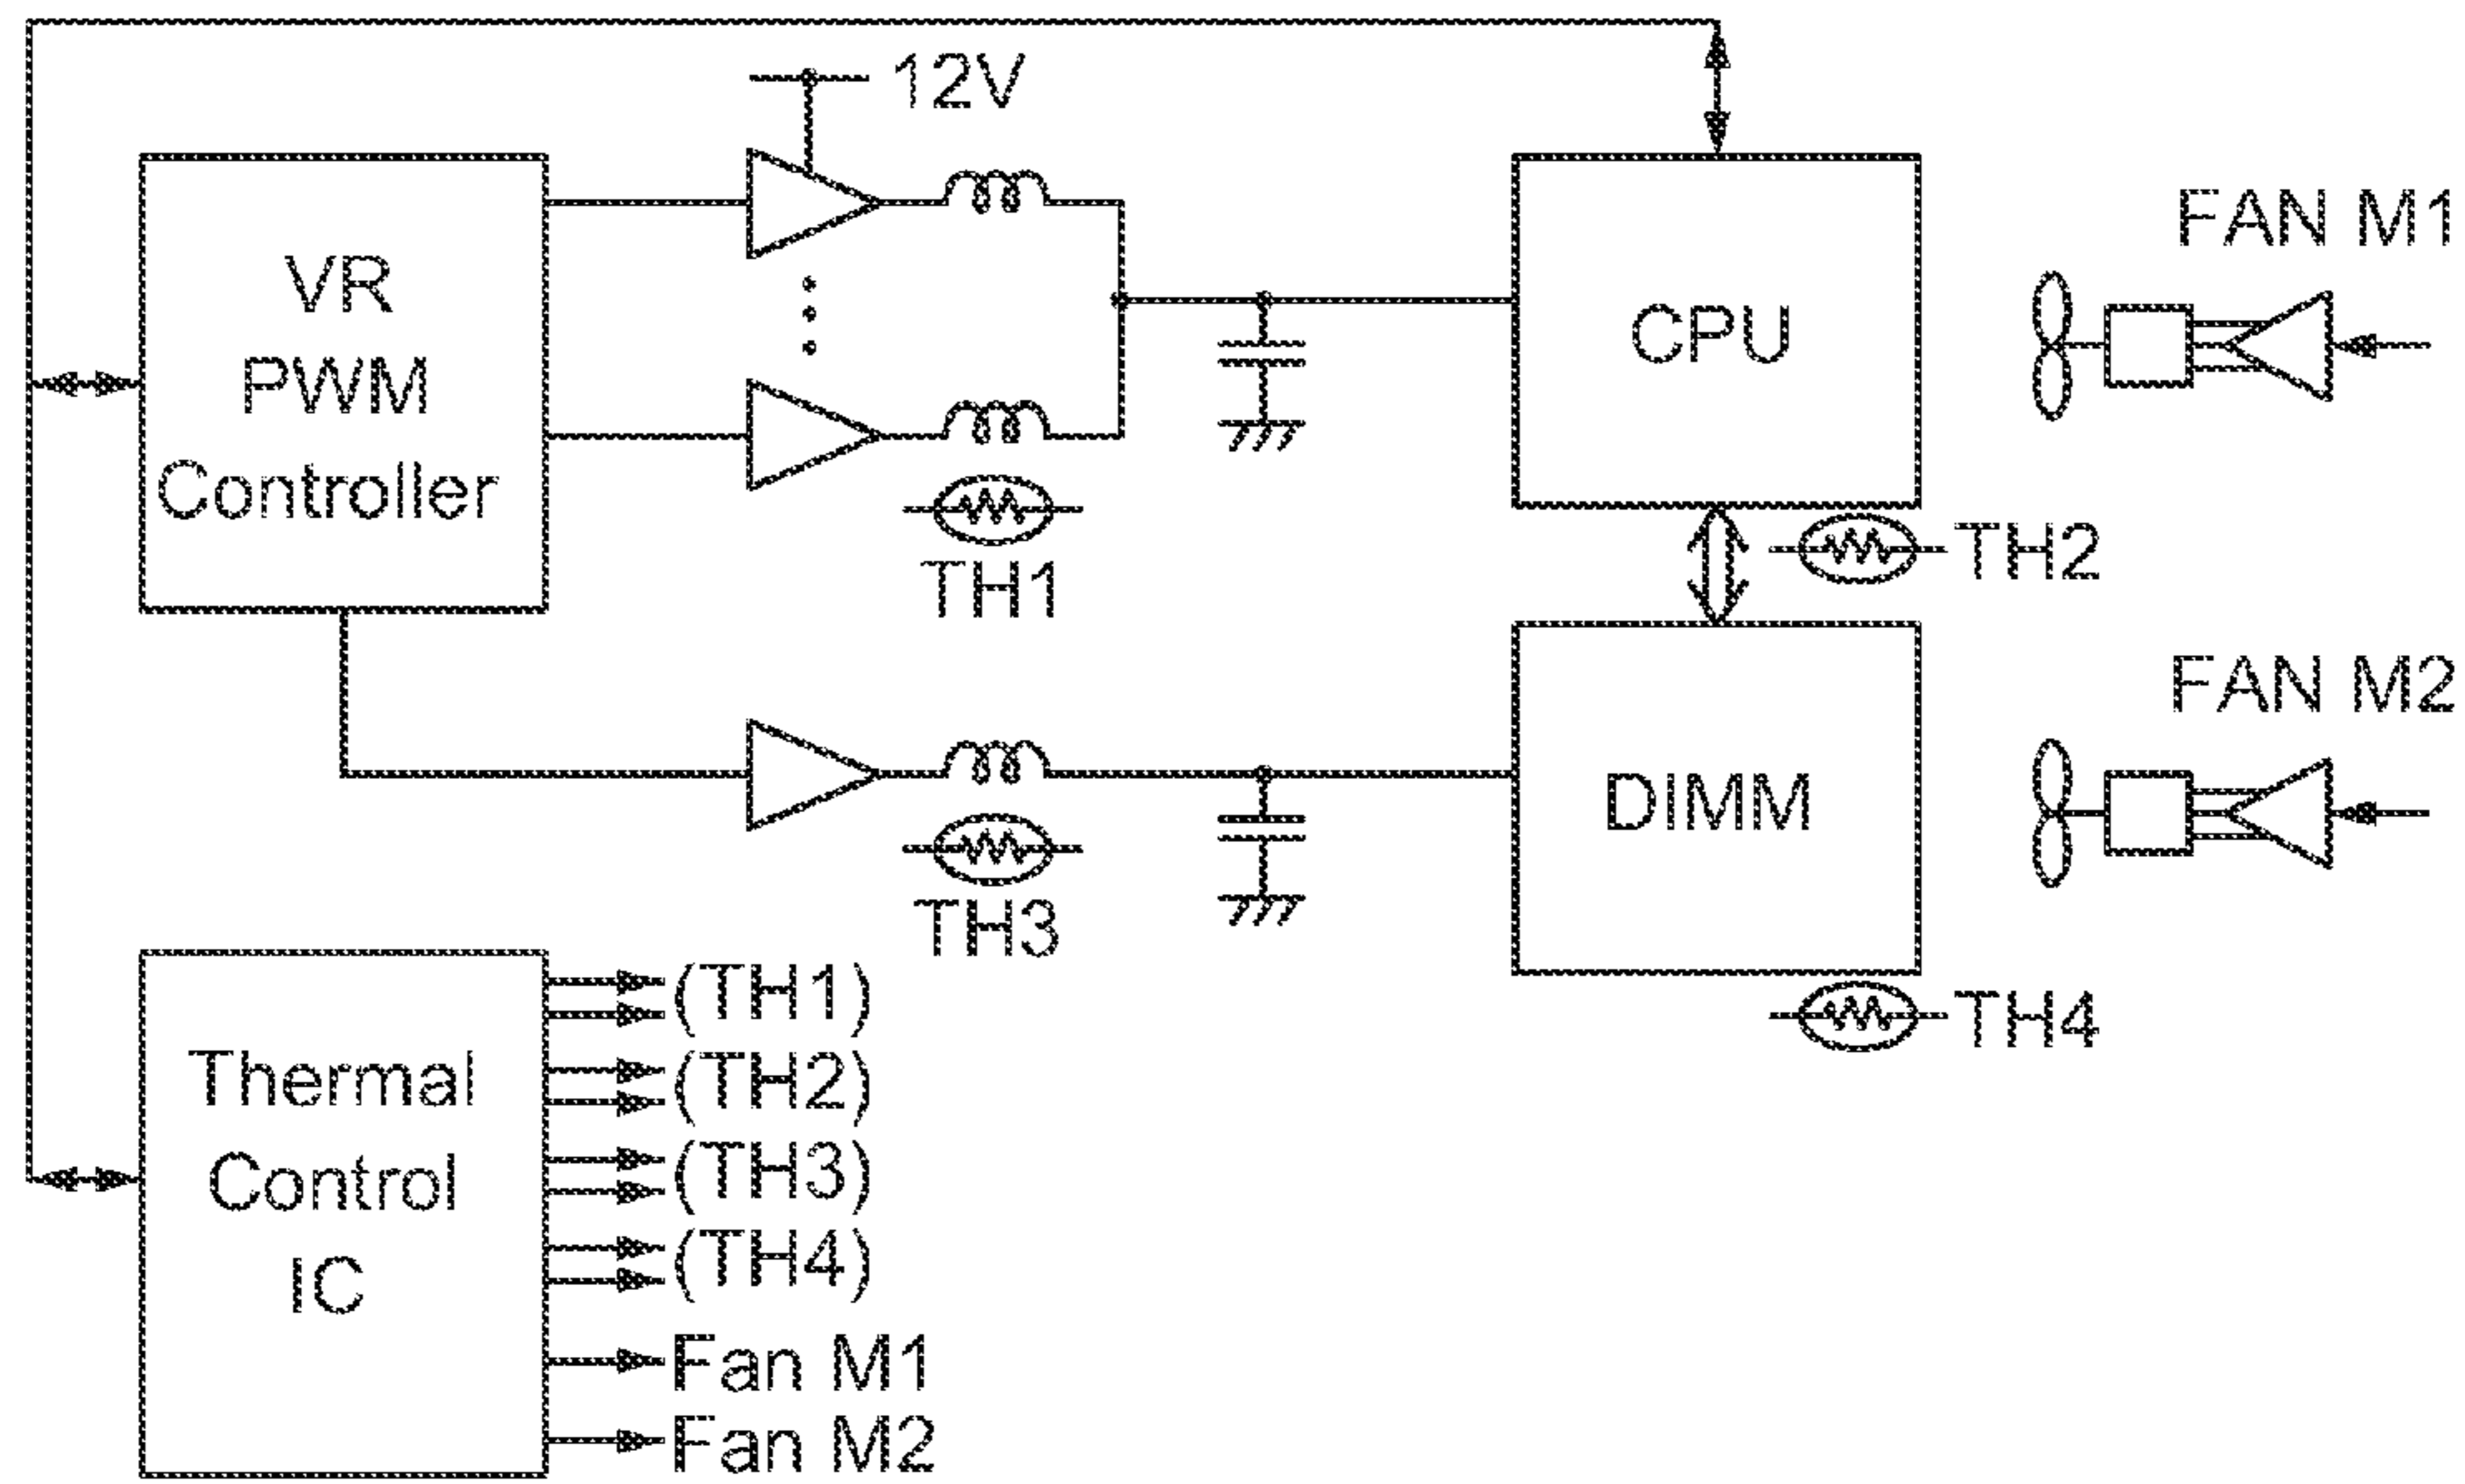 12V
VR
PWM
Controller
CPU
FAN M1
TH1
TH2
FAN M2
DIMM
TH3
TH4
Thermal
Control
IC
(TH1)
(TH2)
(TH3)
(TH4)
Fan M1
Fan M2